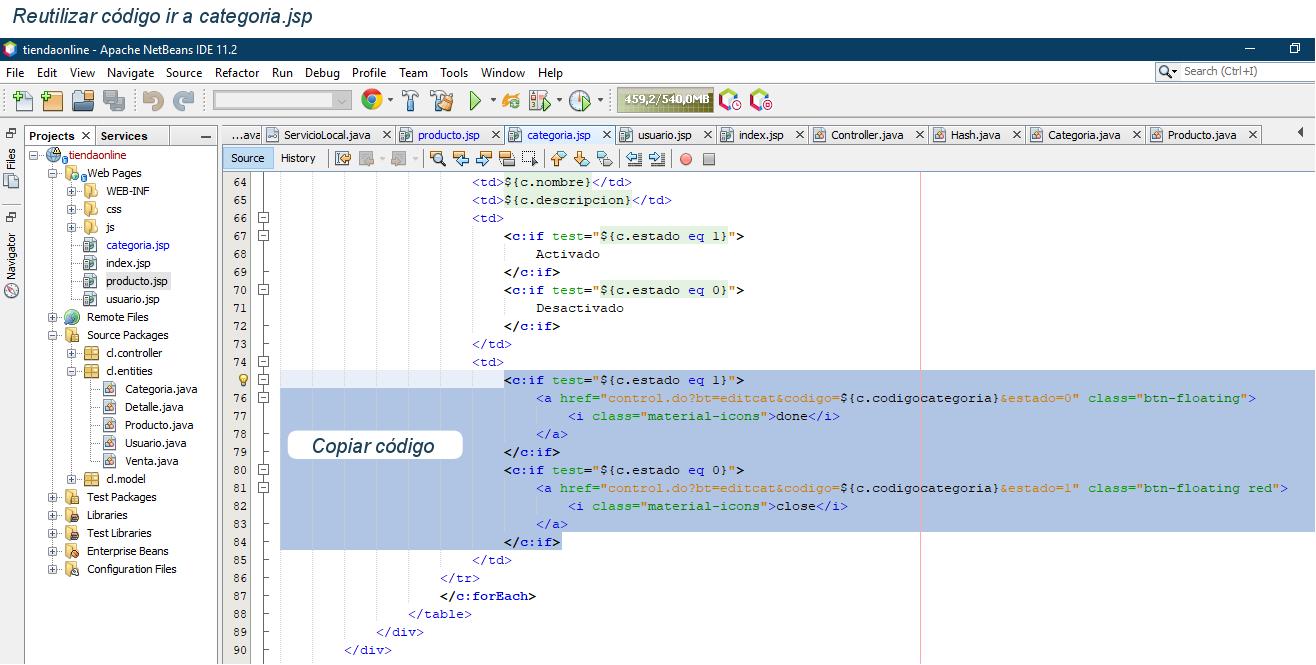 Reutilizar código ir a categoria.jsp
tiendaonline - Apache NetBeans IDE 11.2
File Edit View Navigate Source Refactor Run Debug Profile Team Tools Window Help
Search (Ctrl+I)
459,2/540,0MB
Projects Services
...ava ServicioLocal.java producto.jsp categoria.jsp usuario.jsp index.jsp Controller.java Hash.java Categoria.java Producto.java
Source History
Files
Navigator
tiendaonline
Web Pages
WEB-INF
css
js
categoria.jsp
index.jsp
producto.jsp
usuario.jsp
Remote Files
Source Packages
cl.controller
cl.entities
Categoria.java
Detalle.java
Producto.java
Usuario.java
Venta.java
cl.model
Test Packages
Libraries
Test Libraries
Enterprise Beans
Configuration Files
64 <td>${c.nombre}</td>
65 <td>${c.descripcion}</td>
66 <td>
67 <c:if test="${c.estado eq 1}">
68 Activado
69 </c:if>
70 <c:if test="${c.estado eq 0}">
71 Desactivado
72 </c:if>
73 </td>
74 <td>
<c:if test="${c.estado eq 1}">
76 <a href="control.do?bt=editcat&codigo=${c.codigocategoria}&estado=0" class="btn-floating">
77 <i class="material-icons">done</i>
78 </a>
79 </c:if>
80 <c:if test="${c.estado eq 0}">
81 <a href="control.do?bt=editcat&codigo=${c.codigocategoria}&estado=1" class="btn-floating red">
82 <i class="material-icons">close</i>
83 </a>
84 </c:if>
85 </td>
86 </tr>
87 </c:forEach>
88 </table>
89 </div>
90 </div>
Copiar código